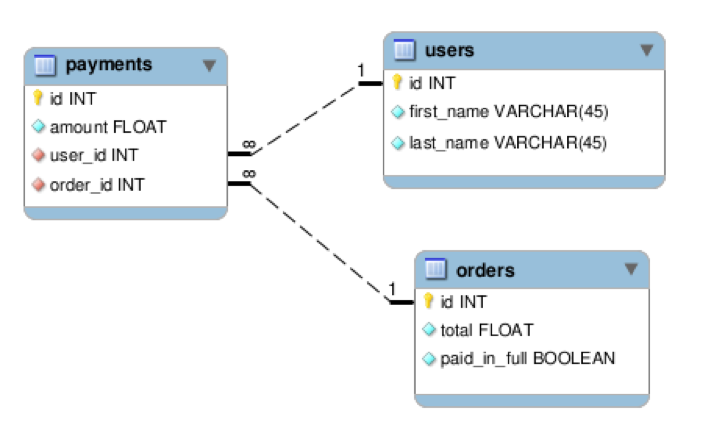 payments
id INT
amount FLOAT
user_id INT
order_id INT
∞
∞
1
users
id INT
first_name VARCHAR(45)
last_name VARCHAR(45)
1
orders
id INT
total FLOAT
paid_in_full BOOLEAN